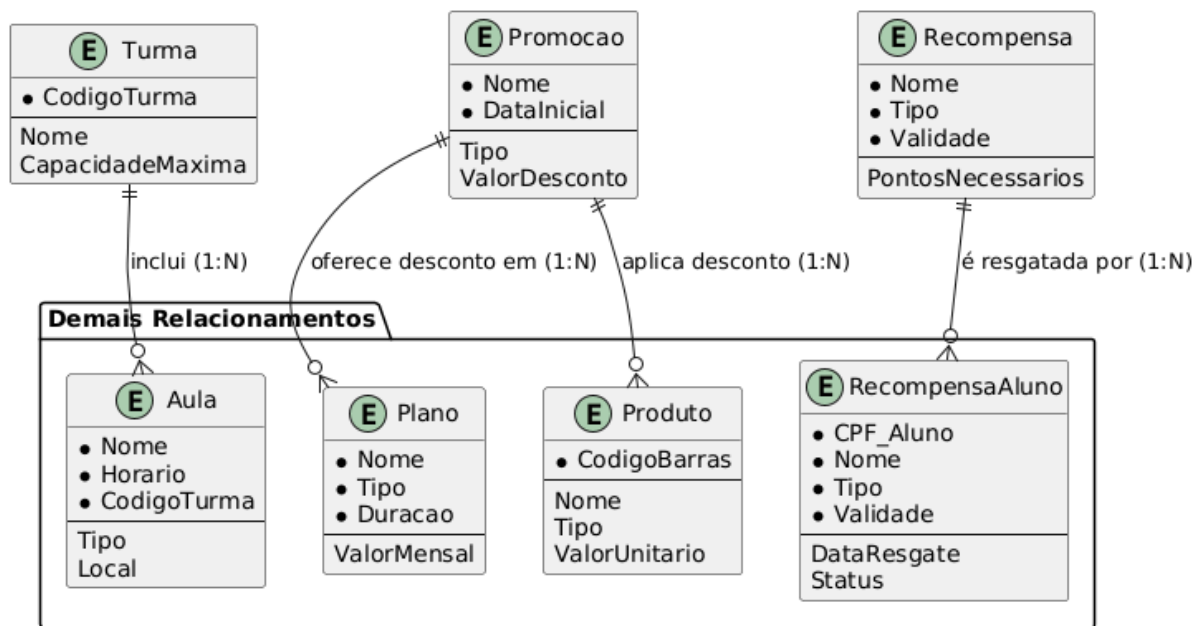 E Turma
CodigoTurma
Nome
CapacidadeMaxima
E Promocao
Nome
DataInicial
Tipo
ValorDesconto
E Recompensa
Nome
Tipo
Validade
PontosNecessarios
inclui (1:N)
oferece desconto em (1:N)
aplica desconto (1:N)
é resgatada por (1:N)
Demais Relacionamentos
E Aula
Nome
Horario
CodigoTurma
Tipo
Local
E Plano
Nome
Tipo
Duracao
ValorMensal
E Produto
CodigoBarras
Nome
Tipo
ValorUnitario
E RecompensaAluno
CPF_Aluno
Nome
Tipo
Validade
DataResgate
Status